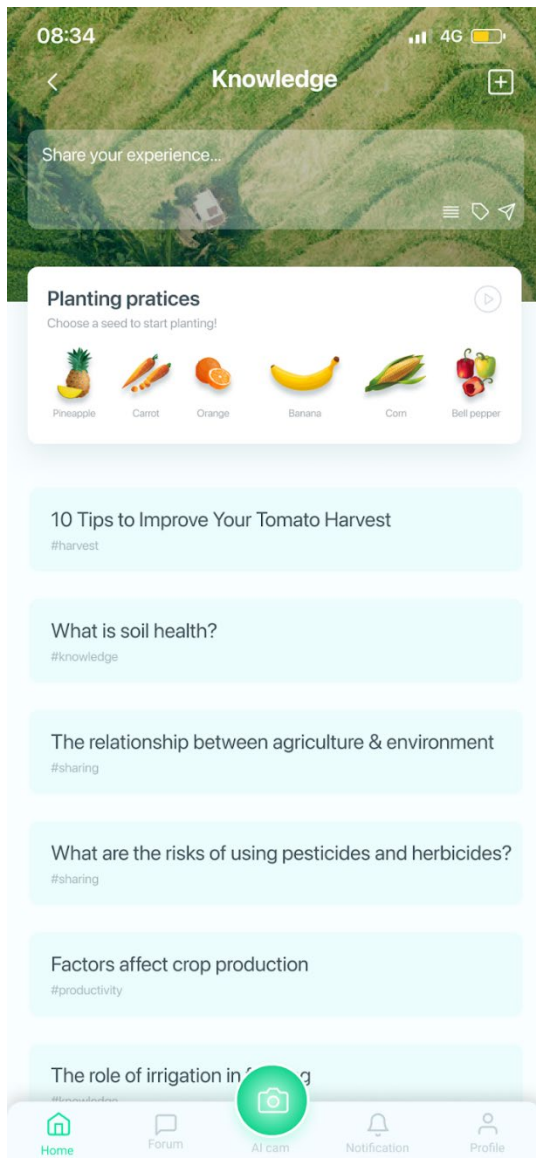 08:34
4G
Knowledge
Share your experience...
Planting pratices
Choose a seed to start planting!
Pineapple Carrot Orange Banana Corn Bell pepper
10 Tips to Improve Your Tomato Harvest
#harvest
What is soil health?
#knowledge
The relationship between agriculture & environment
#sharing
What are the risks of using pesticides and herbicides?
#sharing
Factors affect crop production
#productivity
The role of irrigation in
#knowledge
Home Forum AI cam Notification Profile